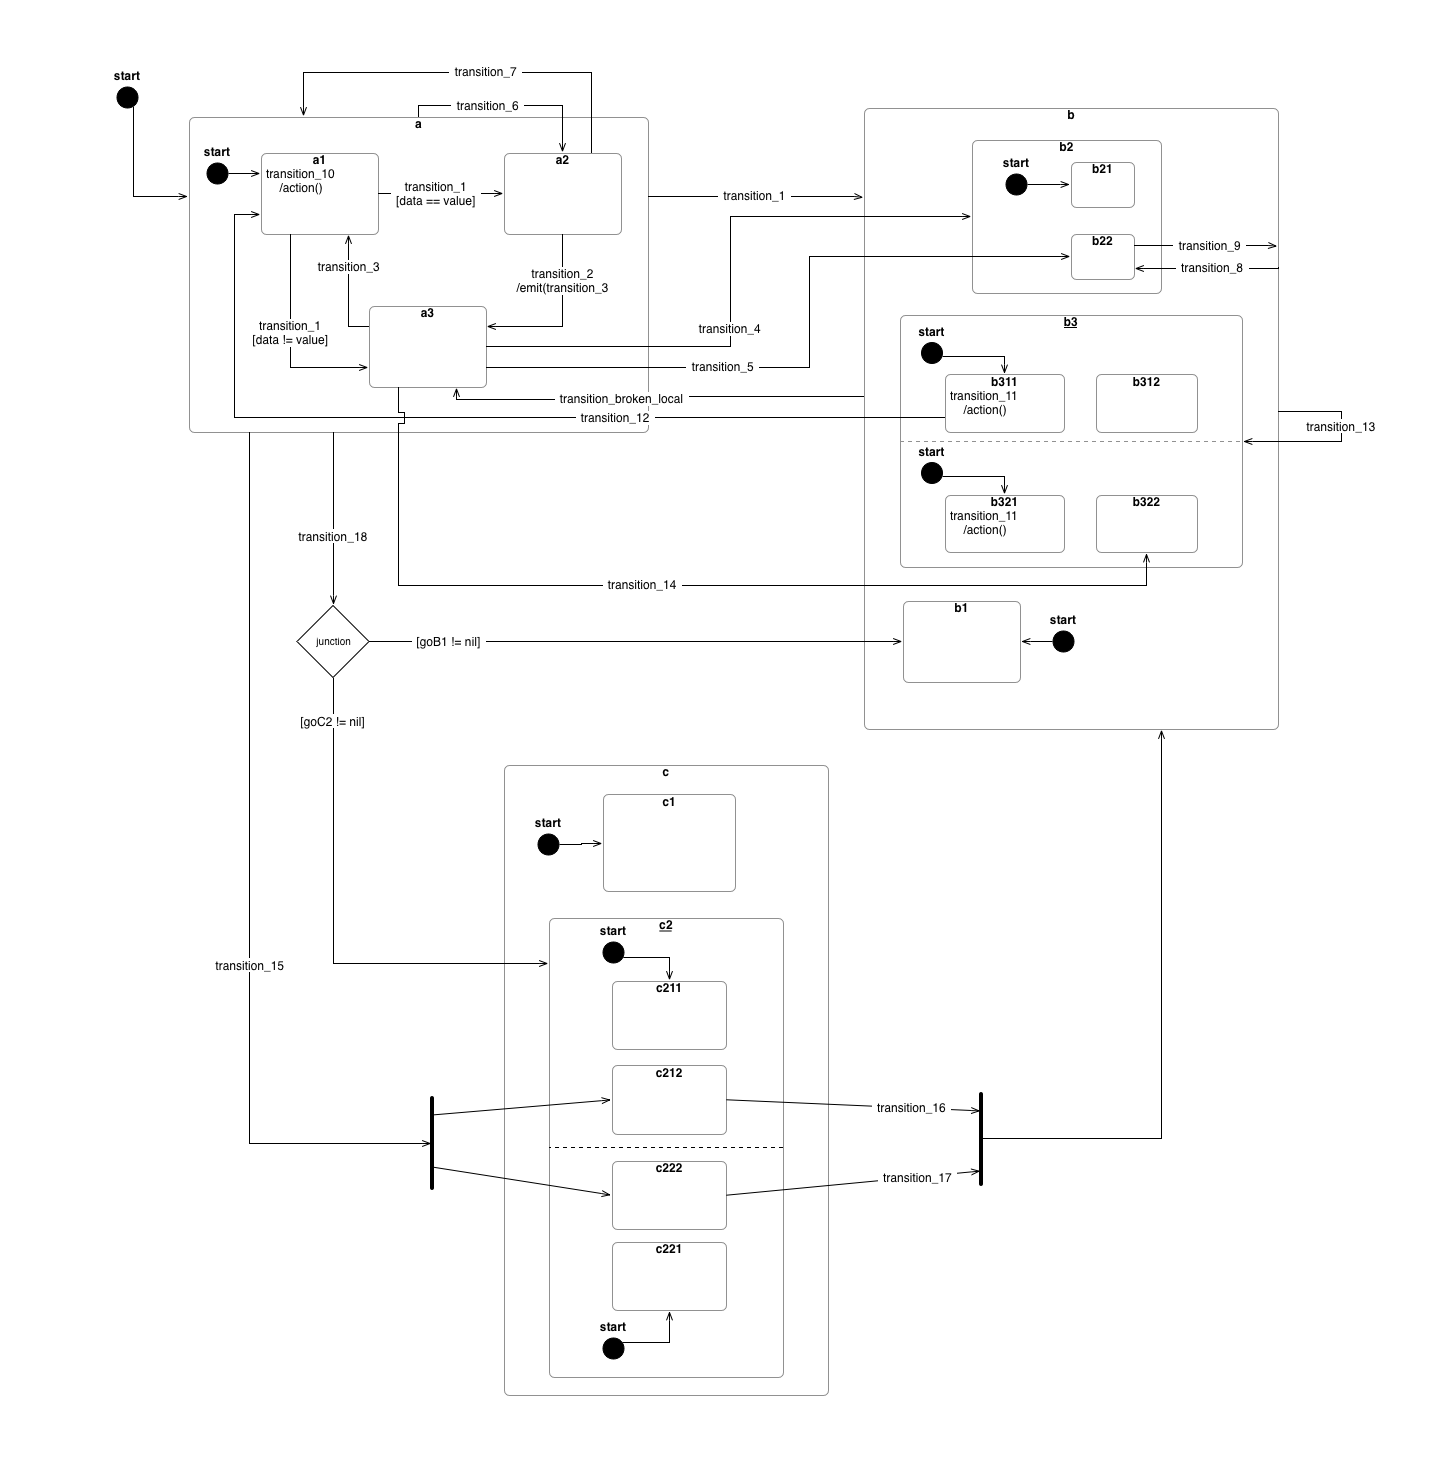 start
transition_7
transition_6
a
b
start
a1
transition_10
/action()
a2
transition_1
[data == value]
transition_1
b2
start
b21
b22
transition_9
transition_8
transition_3
transition_2
/emit(transition_3
a3
transition_1
[data != value]
transition_4
transition_5
transition_broken_local
transition_12
b3
start
b311
transition_11
/action()
b312
transition_13
start
b321
transition_11
/action()
b322
transition_18
transition_14
junction
[goB1 != nil]
b1
start
[goC2 != nil]
c
c1
start
c2
start
transition_15
c211
c212
transition_16
c222
transition_17
c221
start